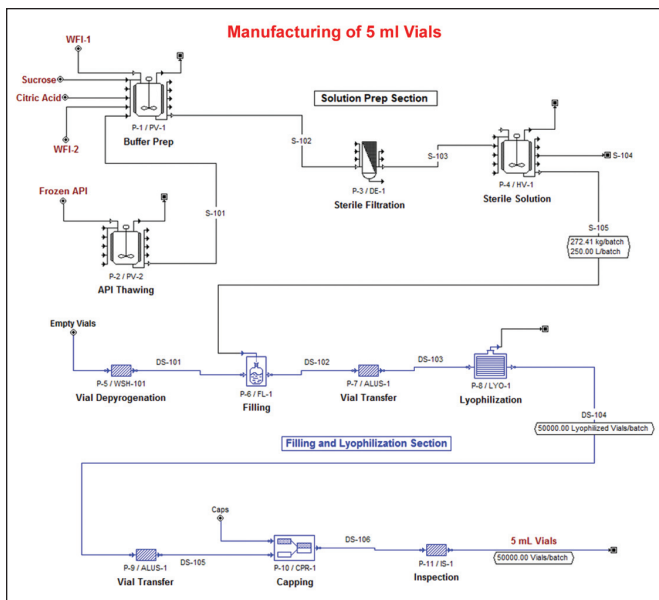 Manufacturing of 5 ml Vials
WFI-1
Sucrose
Citric Acid
WFI-2
P-1 / PV-1
Buffer Prep
Solution Prep Section
S-102
P-3 / DE-1
Sterile Filtration
S-103
P-4 / HV-1
Sterile Solution
S-104
S-105
272.41 kg/batch
250.00 L/batch
Frozen API
S-101
P-2 / PV-2
API Thawing
Empty Vials
DS-101
P-5 / WSH-101
Vial Depyrogenation
P-6 / FL-1
Filling
DS-102
P-7 / ALUS-1
Vial Transfer
DS-103
P-8 / LYO-1
Lyophilization
DS-104
50000.00 Lyophilized Vials/batch
Filling and Lyophilization Section
P-9 / ALUS-1
Vial Transfer
DS-105
Caps
P-10 / CPR-1
Capping
DS-106
P-11 / IS-1
Inspection
5 mL Vials
50000.00 Vials/batch